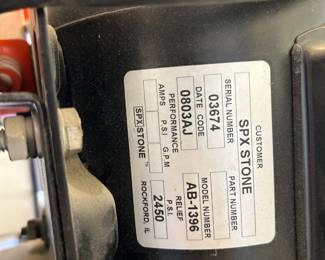 CUSTOMER
SPX STONE
SERIAL NUMBER PART NUMBER
03674
DATE CODE MODEL NUMBER
0803AJ AB-1396
PERFORMANCE RELIEF
AMPS P.S.I. G.P.M P.S.I.
2450
SPX/STONE™ ROCKFORD, IL